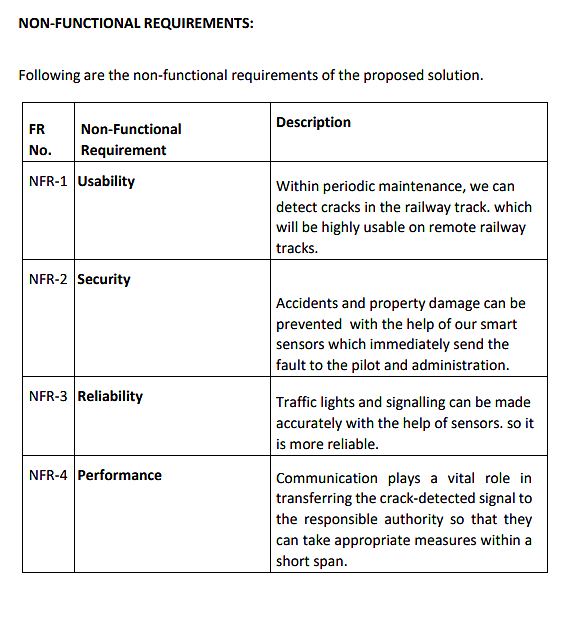 NON-FUNCTIONAL REQUIREMENTS:
Following are the non-functional requirements of the proposed solution.
FR
No.
Non-Functional
Requirement
Description
NFR-1
Usability
Within periodic maintenance, we can
detect cracks in the railway track. which
will be highly usable on remote railway
tracks.
NFR-2
Security
Accidents and property damage can be
prevented with the help of our smart
sensors which immediately send the
fault to the pilot and administration.
NFR-3
Reliability
Traffic lights and signalling can be made
accurately with the help of sensors. so it
is more reliable.
NFR-4
Performance
Communication plays a vital role in
transferring the crack-detected signal to
the responsible authority so that they
can take appropriate measures within a
short span.